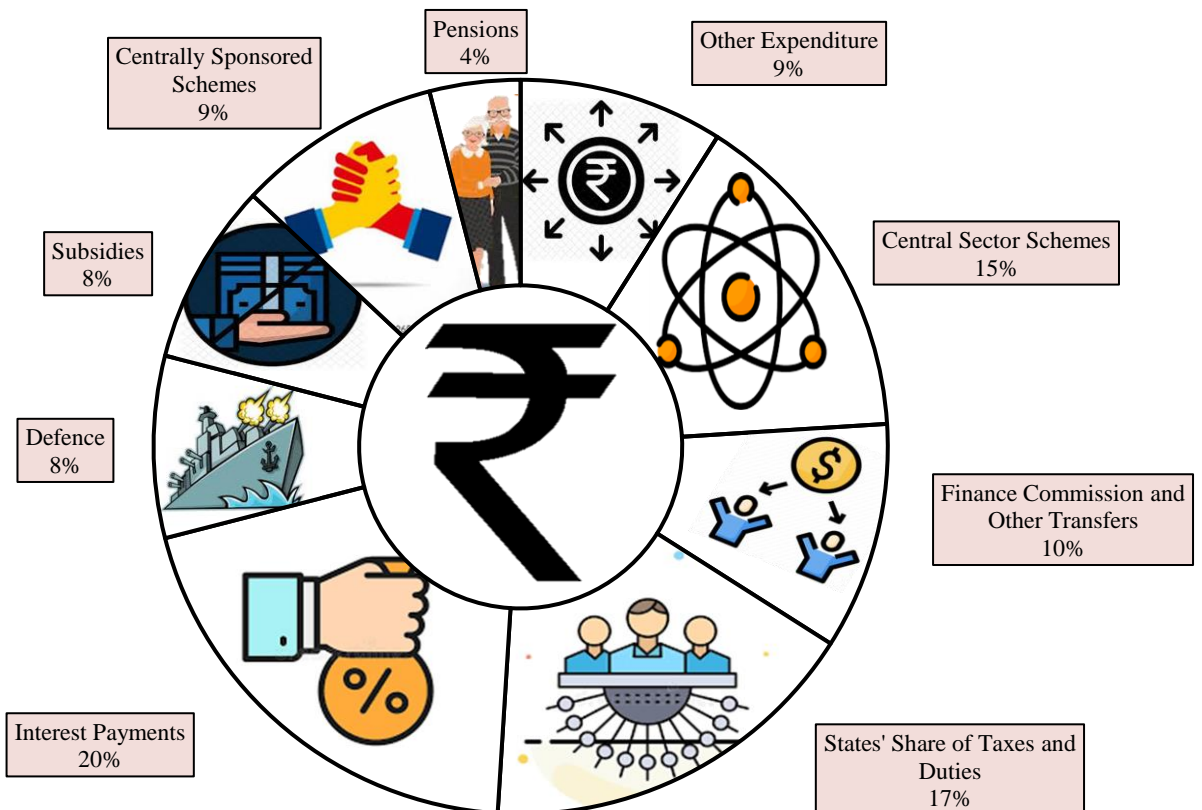 Pensions
4%
Other Expenditure
9%
Centrally Sponsored
Schemes
9%
Central Sector Schemes
15%
Subsidies
8%
Defence
8%
Finance Commission and
Other Transfers
10%
Interest Payments
20%
States' Share of Taxes and
Duties
17%
₹
₹
$
%